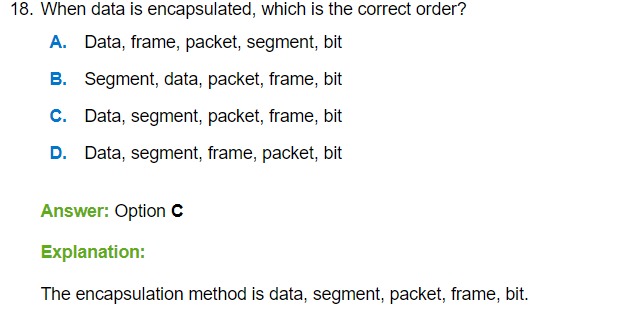 18. When data is encapsulated, which is the correct order?
A. Data, frame, packet, segment, bit
B. Segment, data, packet, frame, bit
C. Data, segment, packet, frame, bit
D. Data, segment, frame, packet, bit
Answer: Option C
Explanation:
The encapsulation method is data, segment, packet, frame, bit.